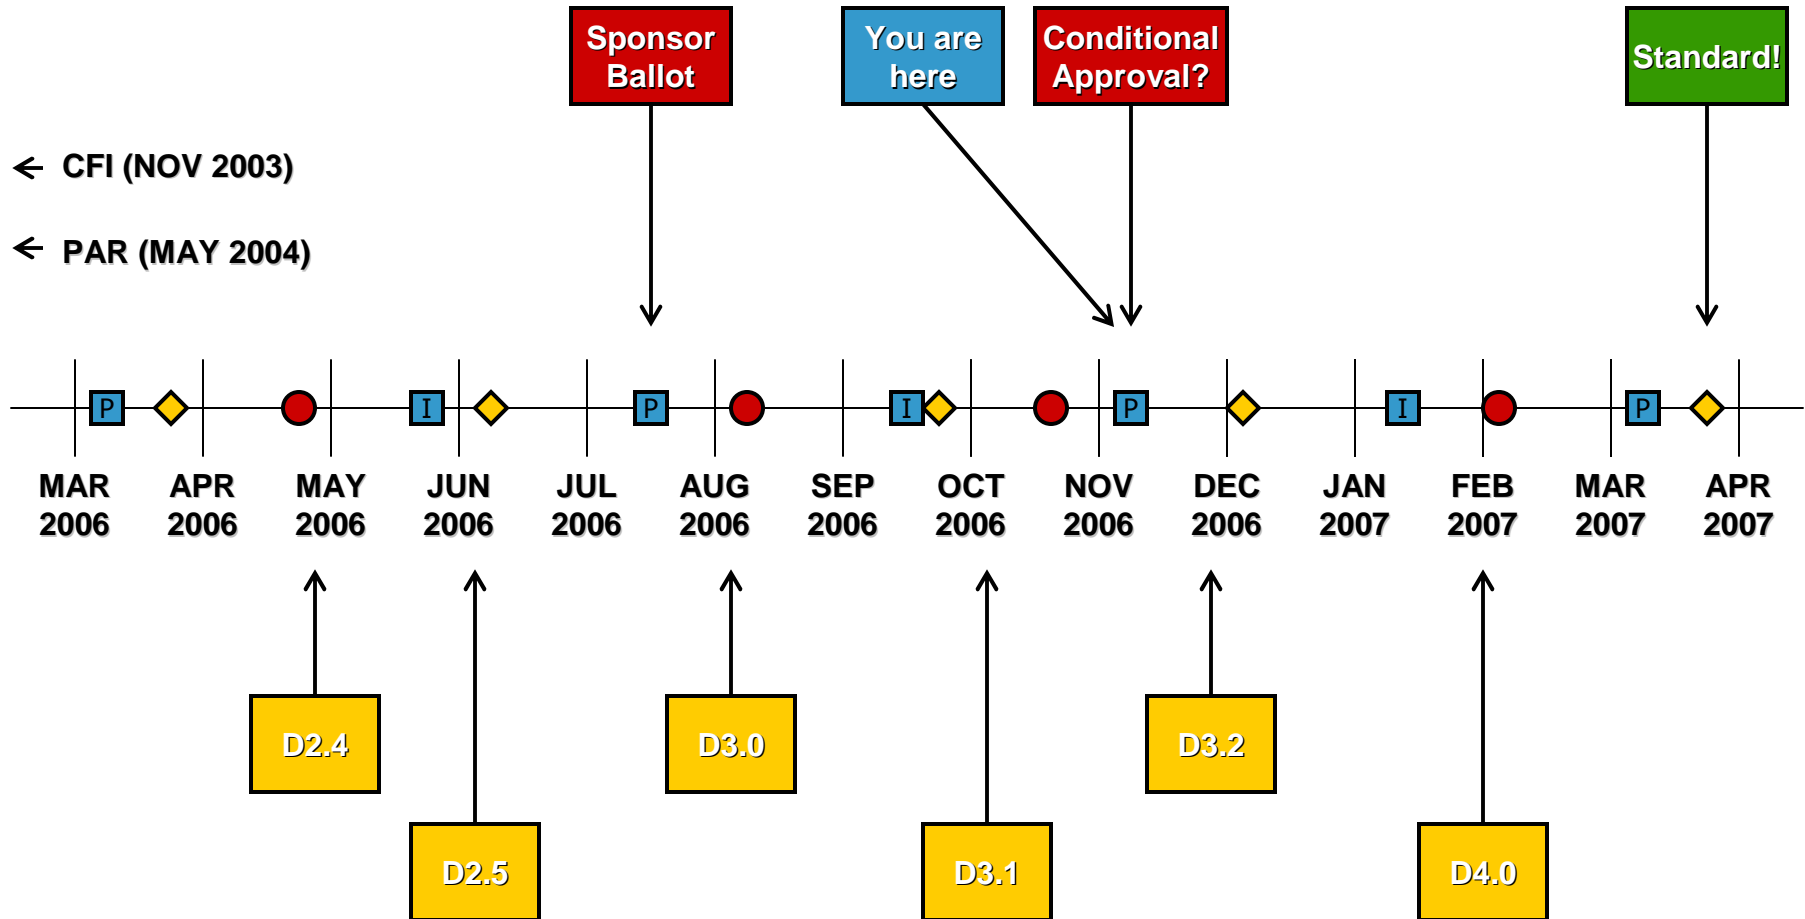 Sponsor
Ballot
You are
here
Conditional
Approval?
Standard!
CFI (NOV 2003)
PAR (MAY 2004)
P I P I P I P
MAR APR MAY JUN JUL AUG SEP OCT NOV DEC JAN FEB MAR APR
2006 2006 2006 2006 2006 2006 2006 2006 2006 2006 2007 2007 2007 2007
D2.4 D3.0 D3.2
D2.5 D3.1 D4.0